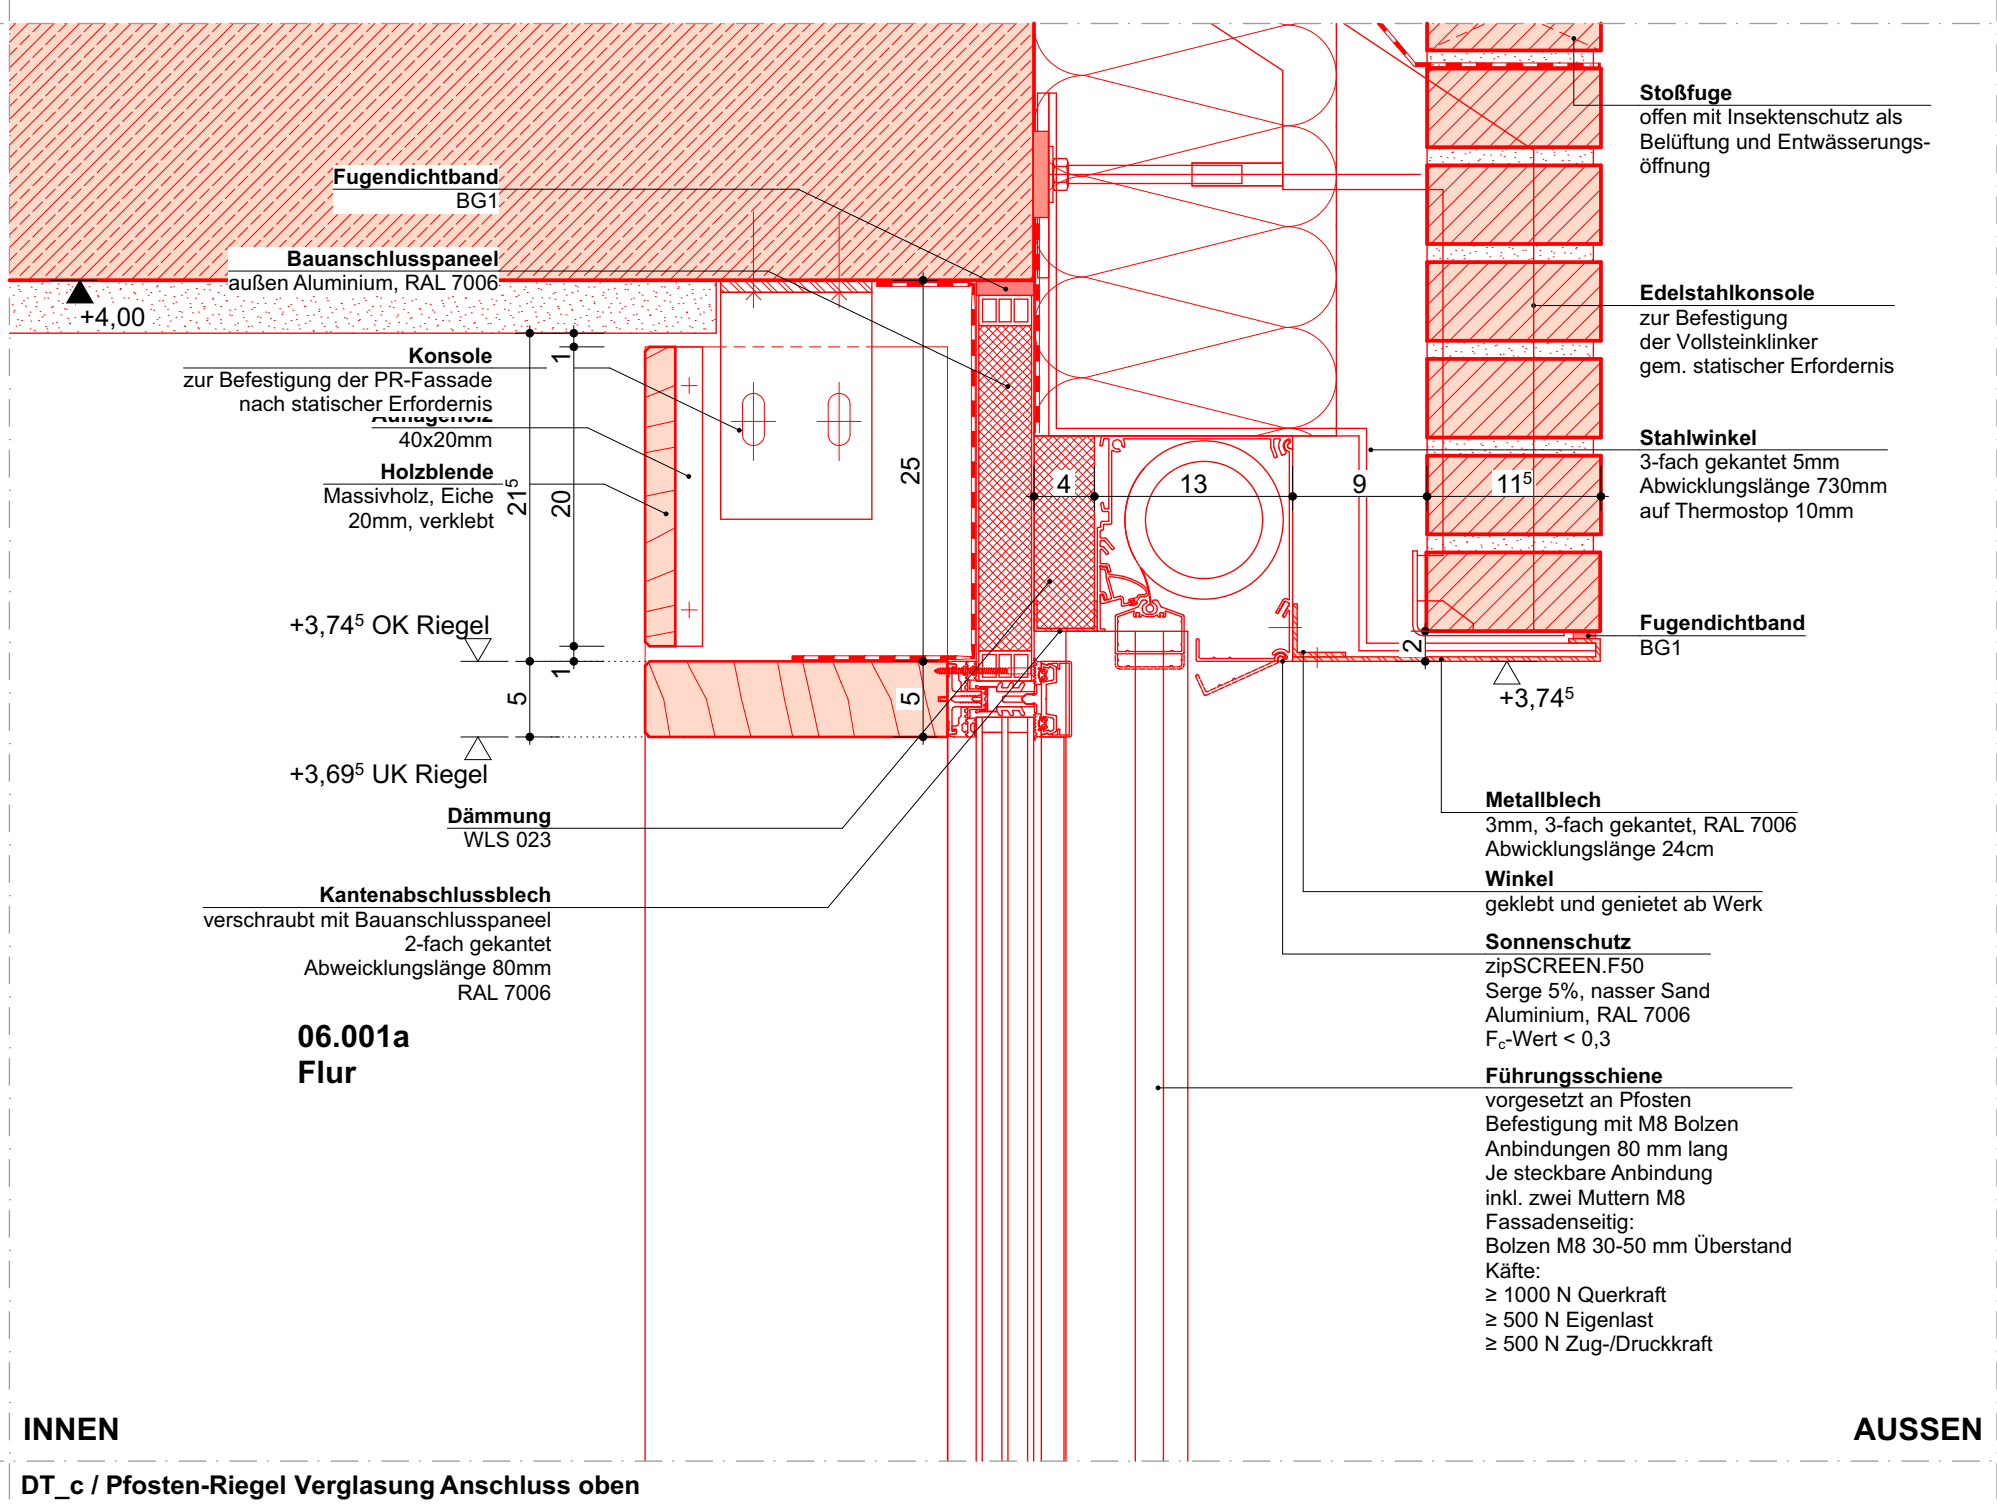 Fugendichtband
BG1
Bauanschlusspaneel
außen Aluminium, RAL 7006
+4,00
Konsole
zur Befestigung der PR-Fassade
nach statischer Erfordernis
Auflageholz
40x20mm
Holzblende
Massivholz, Eiche
20mm, verklebt
1
21⁵
20
1
5
25
5
+3,74⁵ OK Riegel
+3,69⁵ UK Riegel
Dämmung
WLS 023
Kantenabschlussblech
verschraubt mit Bauanschlusspaneel
2-fach gekantet
Abweicklungslänge 80mm
RAL 7006
06.001a
Flur
4
13
9
11⁵
2
+3,74⁵
Stoßfuge
offen mit Insektenschutz als
Belüftung und Entwässerungs-
öffnung
Edelstahlkonsole
zur Befestigung
der Vollsteinklinker
gem. statischer Erfordernis
Stahlwinkel
3-fach gekantet 5mm
Abwicklungslänge 730mm
auf Thermostop 10mm
Fugendichtband
BG1
Metallblech
3mm, 3-fach gekantet, RAL 7006
Abwicklungslänge 24cm
Winkel
geklebt und genietet ab Werk
Sonnenschutz
zipSCREEN.F50
Serge 5%, nasser Sand
Aluminium, RAL 7006
F꜀-Wert < 0,3
Führungsschiene
vorgesetzt an Pfosten
Befestigung mit M8 Bolzen
Anbindungen 80 mm lang
Je steckbare Anbindung
inkl. zwei Muttern M8
Fassadenseitig:
Bolzen M8 30-50 mm Überstand
Käfte:
≥ 1000 N Querkraft
≥ 500 N Eigenlast
≥ 500 N Zug-/Druckkraft
INNEN
AUSSEN
DT_c / Pfosten-Riegel Verglasung Anschluss oben